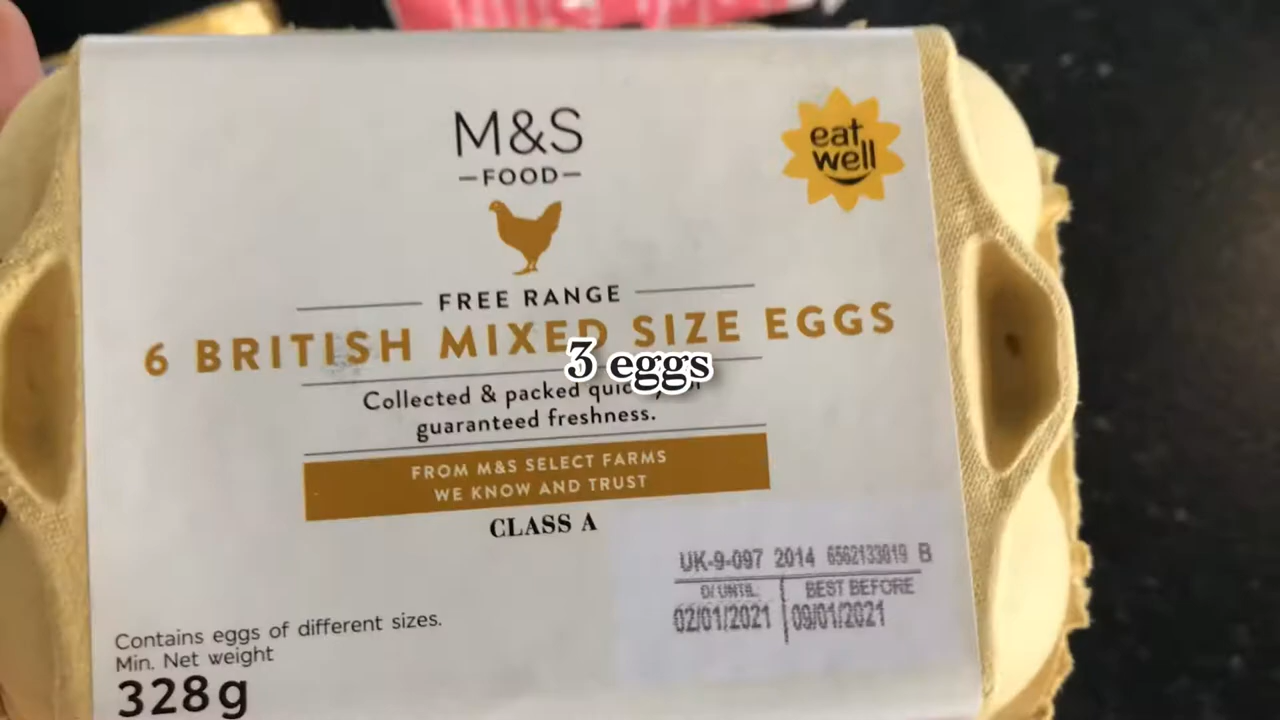 M&S
FOOD
eat
well
FREE RANGE
6 BRITISH MIXED SIZE EGGS
3 eggs
Collected & packed
guaranteed freshness.
FROM M&S SELECT FARMS
WE KNOW AND TRUST
CLASS A
UK-9-097 2014 6562133019 B
BEST BEFORE
02/01/2021 09/01/2021
Contains eggs of different sizes.
Min. Net weight
328g